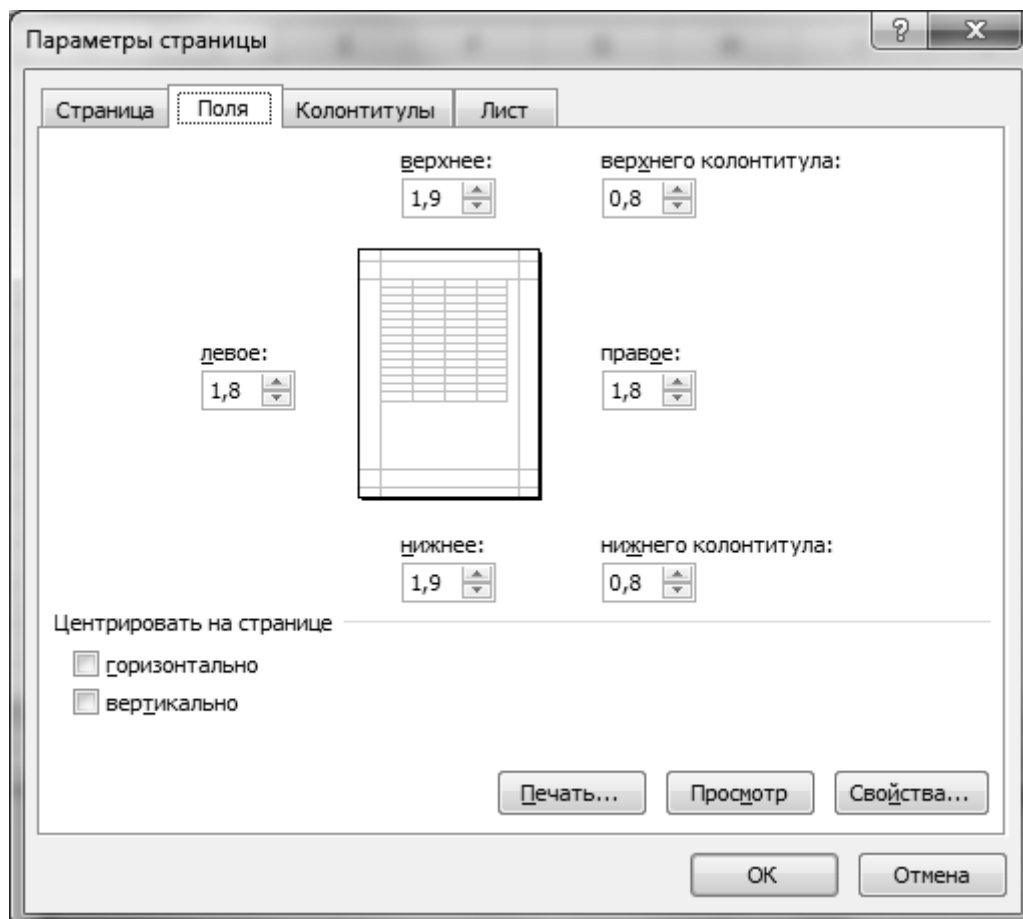 Параметры страницы
Страница Поля Колонтитулы Лист
верхнее: верхнего колонтитула:
1,9 0,8
левое: правое:
1,8 1,8
нижнее: нижнего колонтитула:
1,9 0,8
Центрировать на странице
горизонтально
вертикально
Печать... Просмотр Свойства...
ОК Отмена